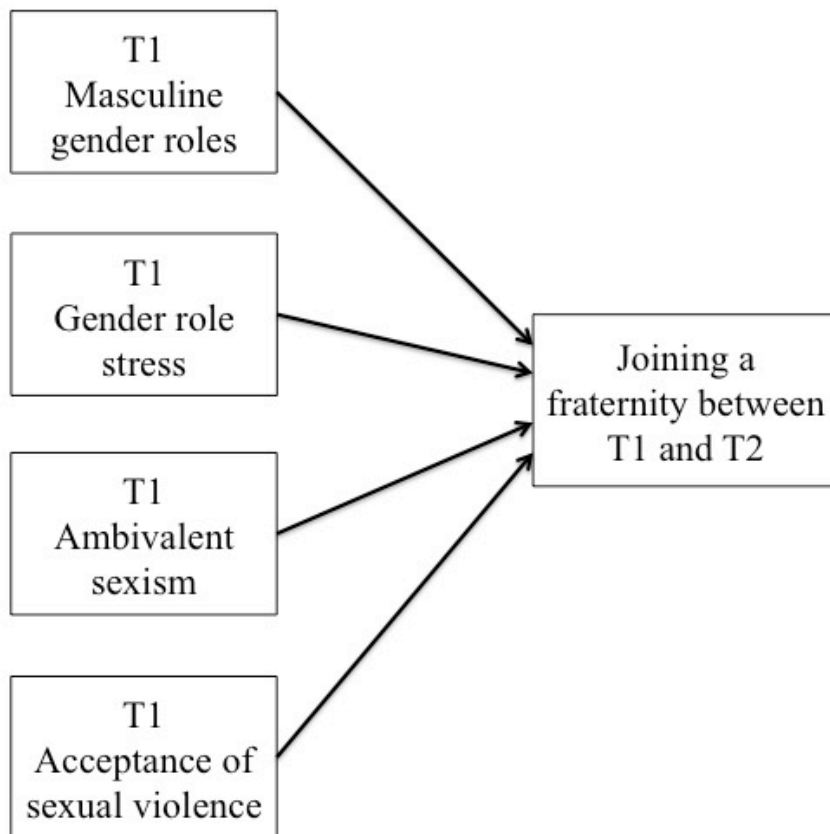 T1
Masculine
gender roles
T1
Gender role
stress
T1
Ambivalent
sexism
T1
Acceptance of
sexual violence
Joining a
fraternity between
T1 and T2